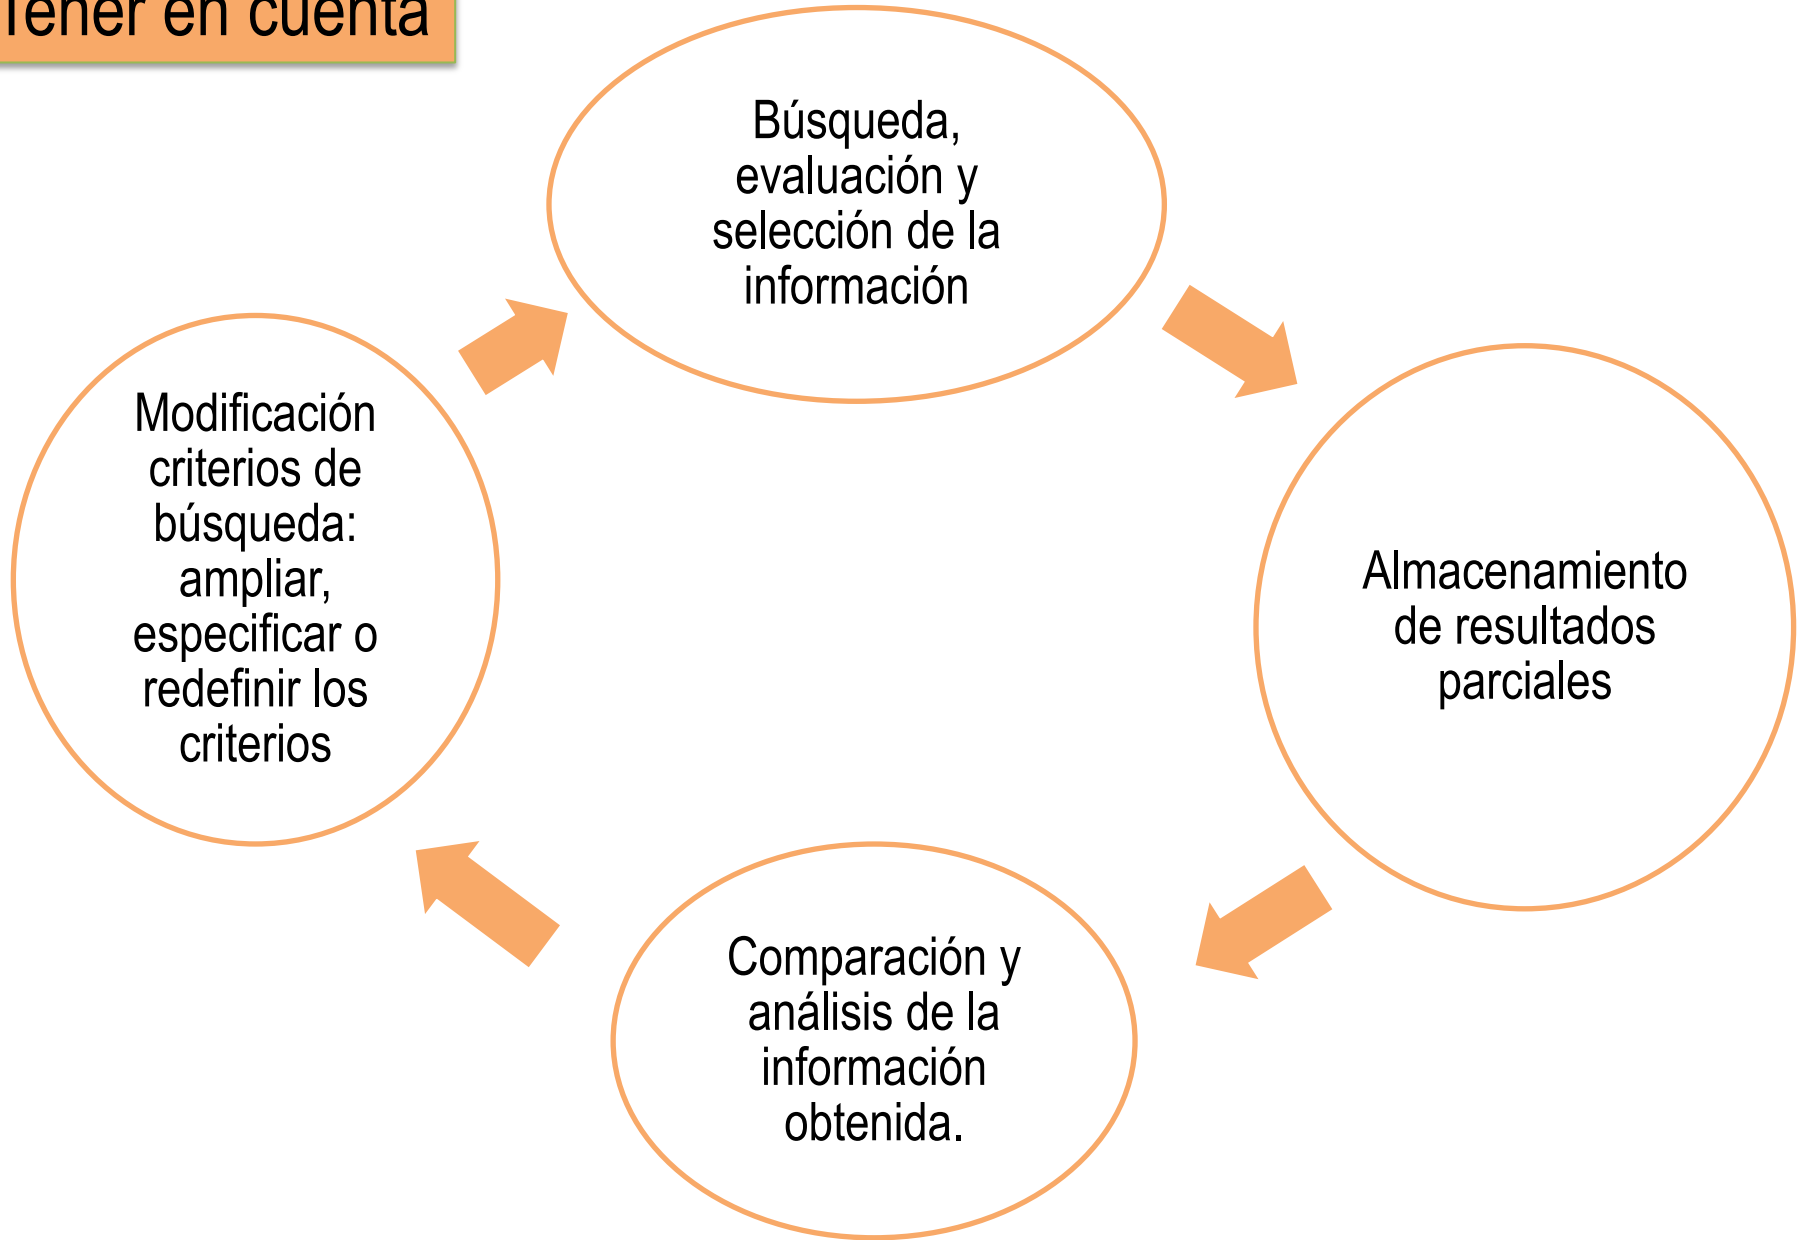 Tener en cuenta
Búsqueda,
evaluación y
selección de la
información
Almacenamiento
de resultados
parciales
Comparación y
análisis de la
información
obtenida.
Modificación
criterios de
búsqueda:
ampliar,
especificar o
redefinir los
criterios